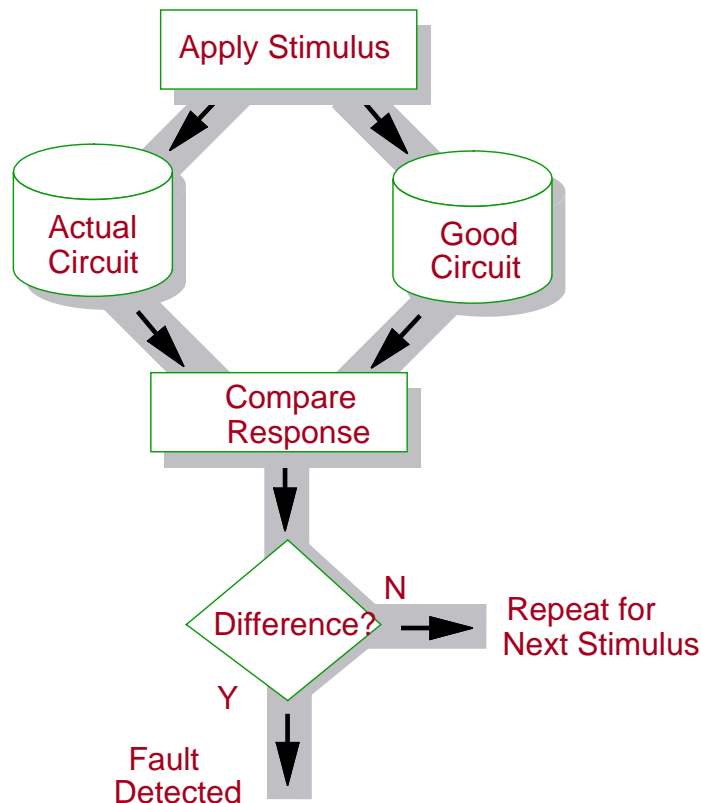 Apply Stimulus
Actual
Circuit
Good
Circuit
Compare
Response
Difference?
N
Repeat for
Next Stimulus
Y
Fault
Detected